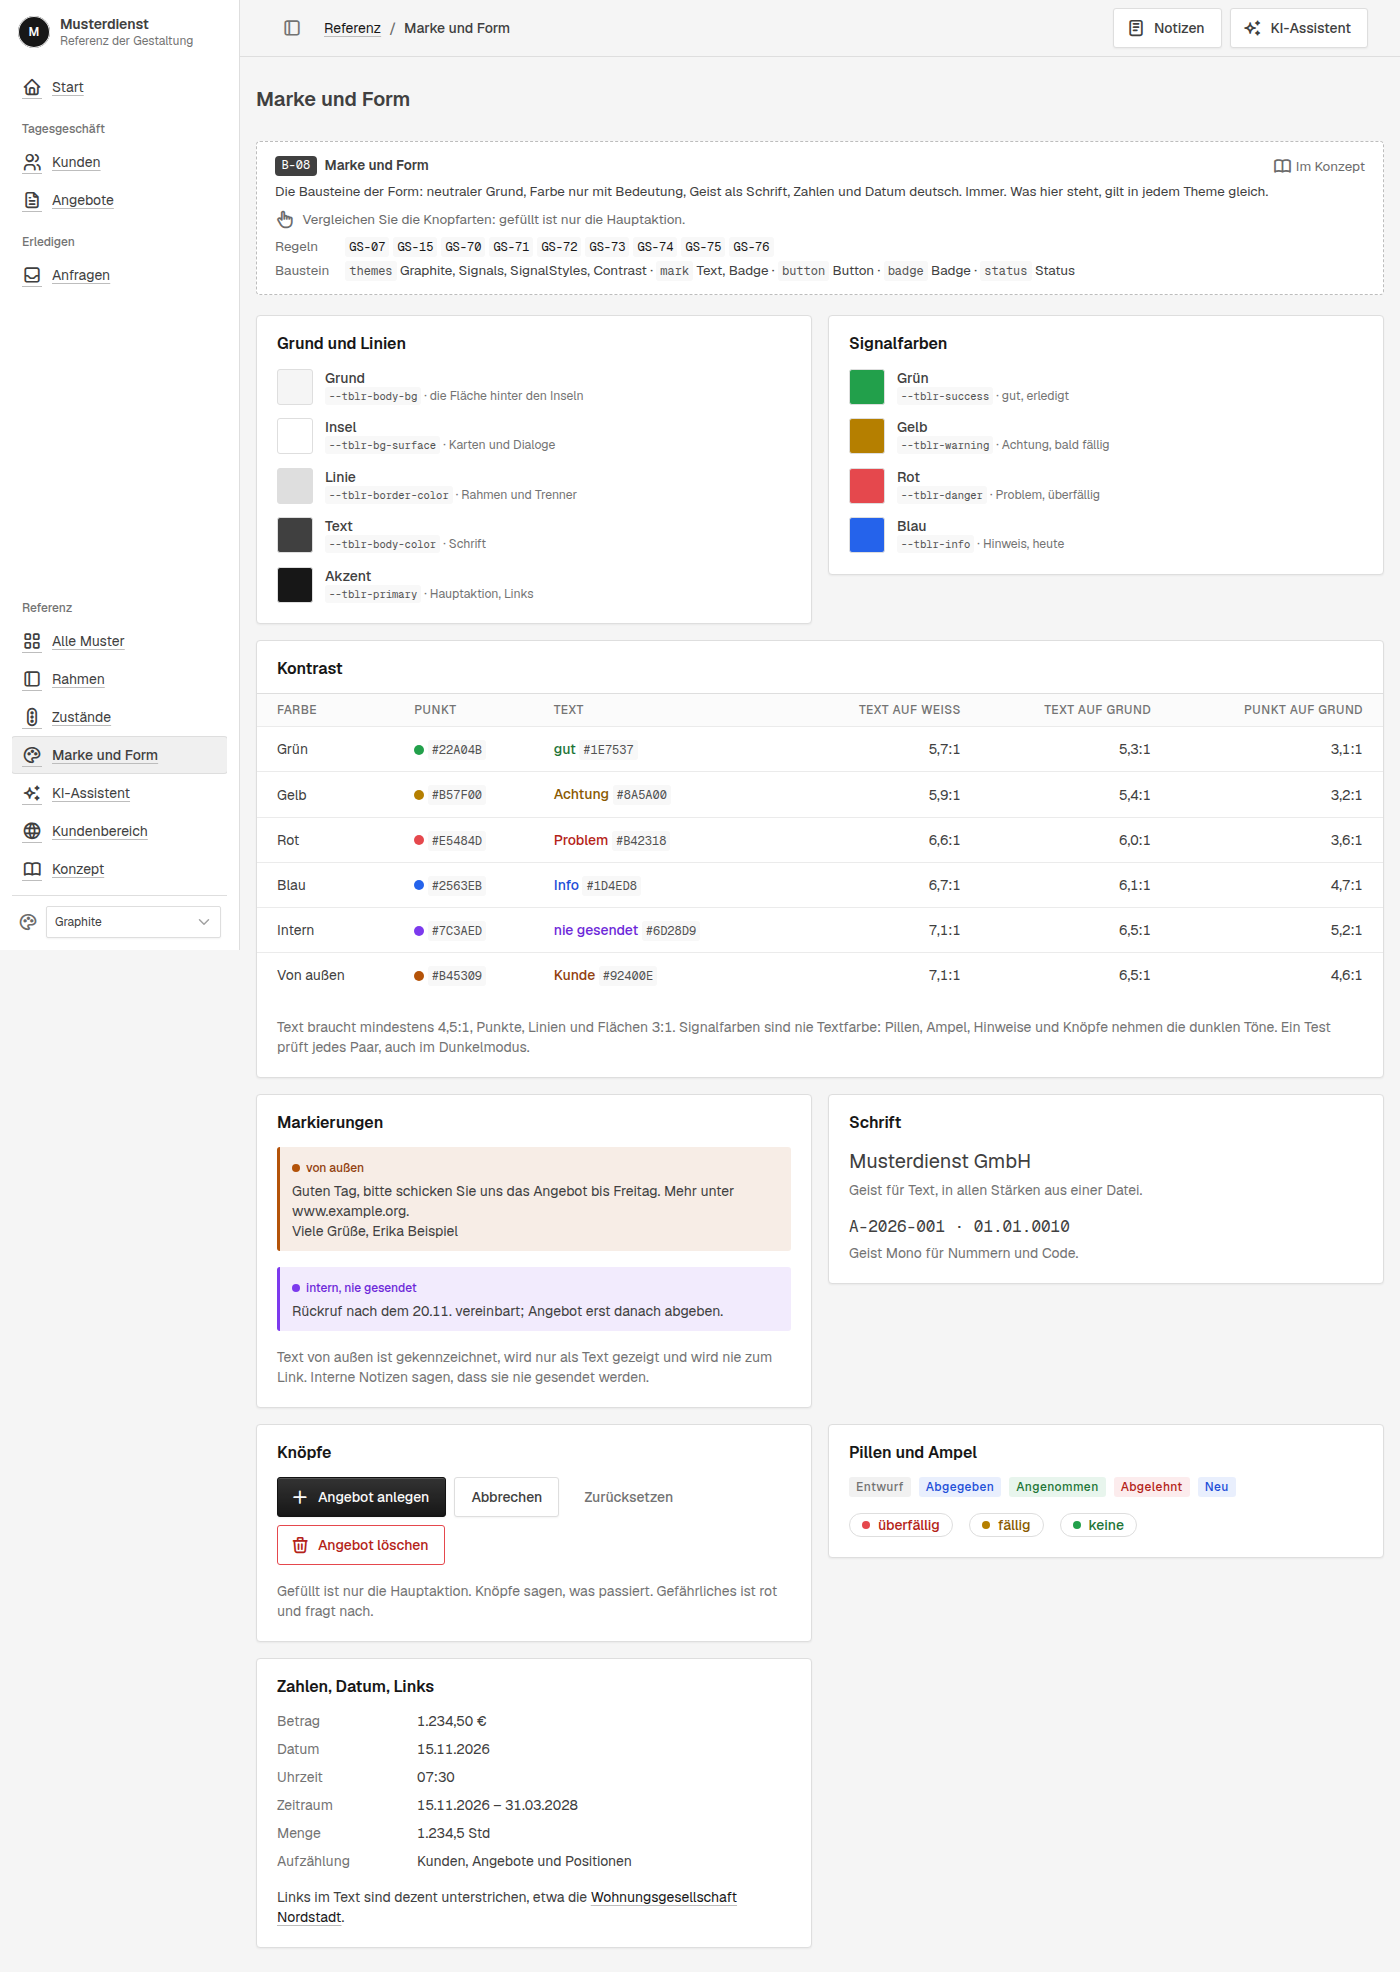 M
Musterdienst
Referenz der Gestaltung
Start
Tagesgeschäft
Kunden
Angebote
Erledigen
Anfragen
Referenz
Alle Muster
Rahmen
Zustände
Marke und Form
KI-Assistent
Kundenbereich
Konzept
Graphite
Referenz / Marke und Form
Notizen
KI-Assistent
Marke und Form
B-08 Marke und Form
Im Konzept
Die Bausteine der Form: neutraler Grund, Farbe nur mit Bedeutung, Geist als Schrift, Zahlen und Datum deutsch. Immer. Was hier steht, gilt in jedem Theme gleich.
Vergleichen Sie die Knopfarten: gefüllt ist nur die Hauptaktion.
Regeln GS-07 GS-15 GS-70 GS-71 GS-72 GS-73 GS-74 GS-75 GS-76
Baustein themes Graphite, Signals, SignalStyles, Contrast · mark Text, Badge · button Button · badge Badge · status Status
Grund und Linien
Grund
--tblr-body-bg · die Fläche hinter den Inseln
Insel
--tblr-bg-surface · Karten und Dialoge
Linie
--tblr-border-color · Rahmen und Trenner
Text
--tblr-body-color · Schrift
Akzent
--tblr-primary · Hauptaktion, Links
Signalfarben
Grün
--tblr-success · gut, erledigt
Gelb
--tblr-warning · Achtung, bald fällig
Rot
--tblr-danger · Problem, überfällig
Blau
--tblr-info · Hinweis, heute
Kontrast
FARBE PUNKT TEXT TEXT AUF WEISS TEXT AUF GRUND PUNKT AUF GRUND
Grün #22A04B gut #1E7537 5,7:1 5,3:1 3,1:1
Gelb #B57F00 Achtung #8A5A00 5,9:1 5,4:1 3,2:1
Rot #E5484D Problem #B42318 6,6:1 6,0:1 3,6:1
Blau #2563EB Info #1D4ED8 6,7:1 6,1:1 4,7:1
Intern #7C3AED nie gesendet #6D28D9 7,1:1 6,5:1 5,2:1
Von außen #B45309 Kunde #92400E 7,1:1 6,5:1 4,6:1
Text braucht mindestens 4,5:1, Punkte, Linien und Flächen 3:1. Signalfarben sind nie Textfarbe: Pillen, Ampel, Hinweise und Knöpfe nehmen die dunklen Töne. Ein Test
prüft jedes Paar, auch im Dunkelmodus.
Markierungen
von außen
Guten Tag, bitte schicken Sie uns das Angebot bis Freitag. Mehr unter
www.example.org.
Viele Grüße, Erika Beispiel
intern, nie gesendet
Rückruf nach dem 20.11. vereinbart; Angebot erst danach abgeben.
Text von außen ist gekennzeichnet, wird nur als Text gezeigt und wird nie zum
Link. Interne Notizen sagen, dass sie nie gesendet werden.
Schrift
Musterdienst GmbH
Geist für Text, in allen Stärken aus einer Datei.
A-2026-001 · 01.01.0010
Geist Mono für Nummern und Code.
Knöpfe
Angebot anlegen
Abbrechen
Zurücksetzen
Angebot löschen
Gefüllt ist nur die Hauptaktion. Knöpfe sagen, was passiert. Gefährliches ist rot
und fragt nach.
Pillen und Ampel
Entwurf Abgegeben Angenommen Abgelehnt Neu
überfällig fällig keine
Zahlen, Datum, Links
Betrag 1.234,50 €
Datum 15.11.2026
Uhrzeit 07:30
Zeitraum 15.11.2026 – 31.03.2028
Menge 1.234,5 Std
Aufzählung Kunden, Angebote und Positionen
Links im Text sind dezent unterstrichen, etwa die Wohnungsgesellschaft
Nordstadt.